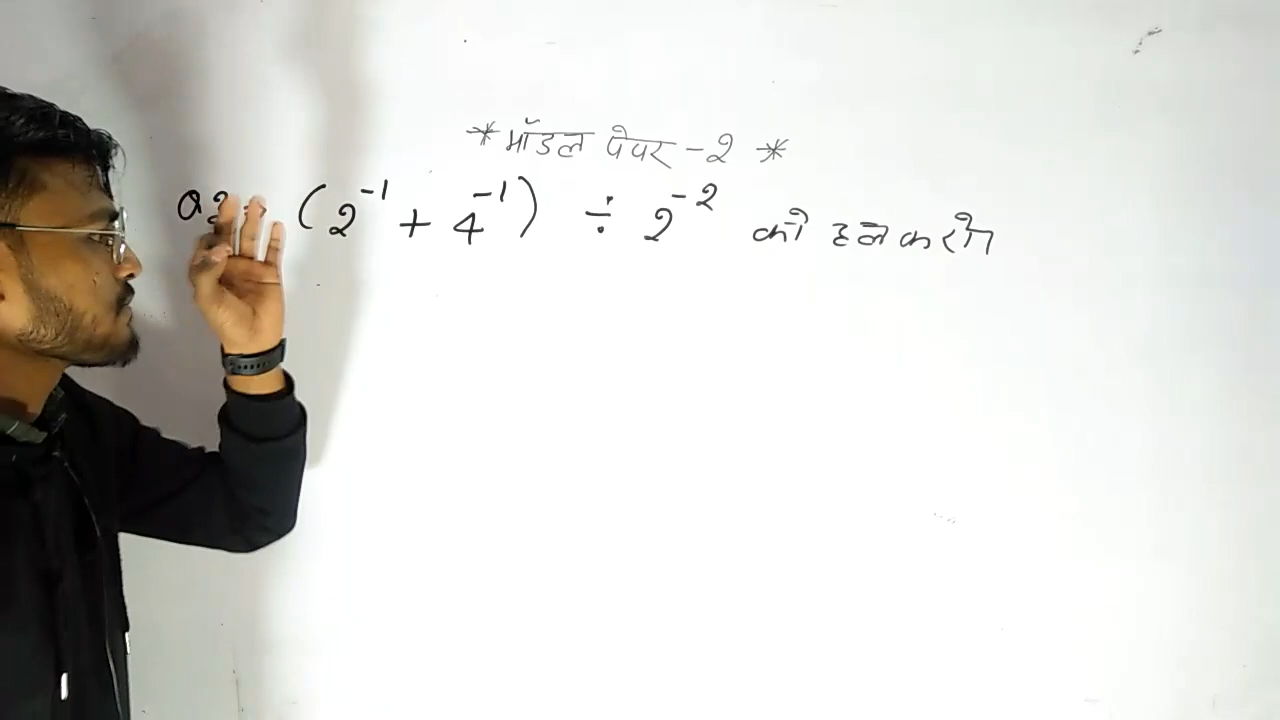 * मॉडल पेपर -2 *
(2⁻¹ + 4⁻¹) ÷ 2⁻² को हल करो